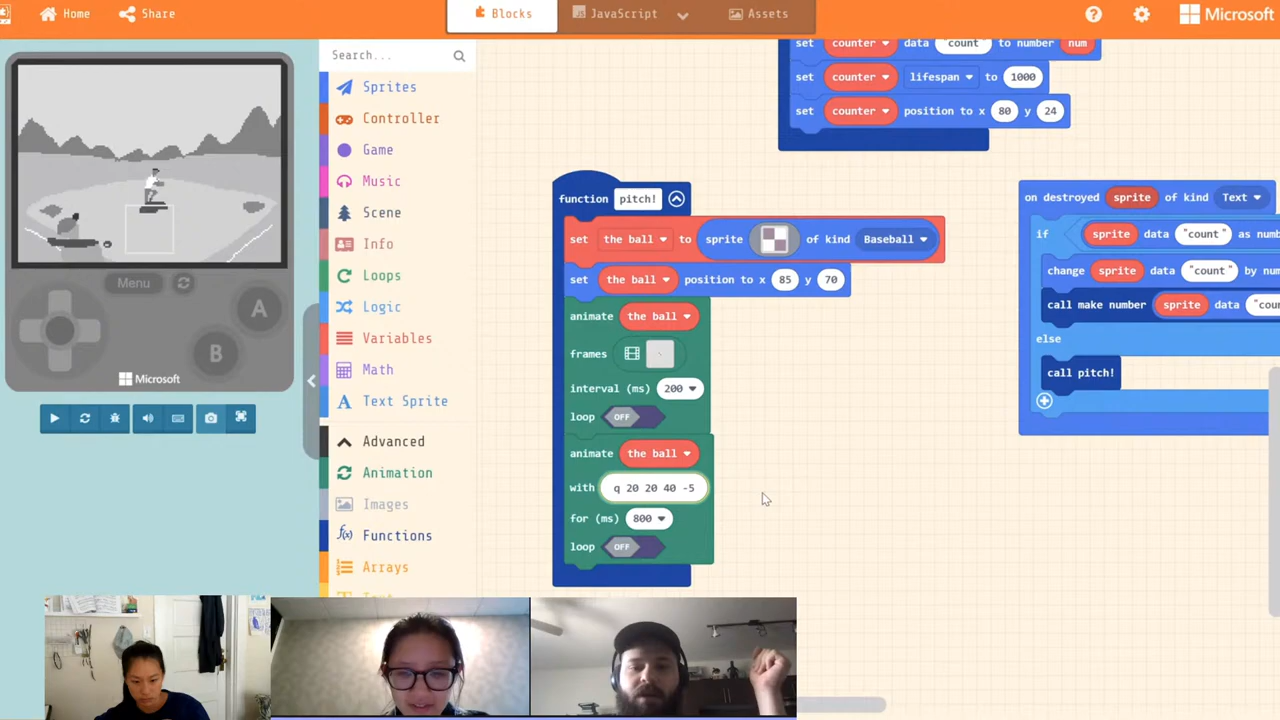 Home
Share
Blocks
JavaScript
Assets
Microsoft
Menu
A
B
Microsoft
Search...
Sprites
Controller
Game
Music
Scene
Info
Loops
Logic
Variables
Math
Text Sprite
Advanced
Animation
Images
Functions
Arrays
set counter data "count" to number num
set counter lifespan to 1000
set counter position to x 80 y 24
function pitch!
set the ball to sprite of kind Baseball
set the ball position to x 85 y 70
animate the ball
frames
interval (ms) 200
loop OFF
animate the ball
with q 20 20 40 -5
for (ms) 800
loop OFF
on destroyed sprite of kind Text
if sprite data "count" as
change sprite data "count" by
call make number sprite data
else
call pitch!